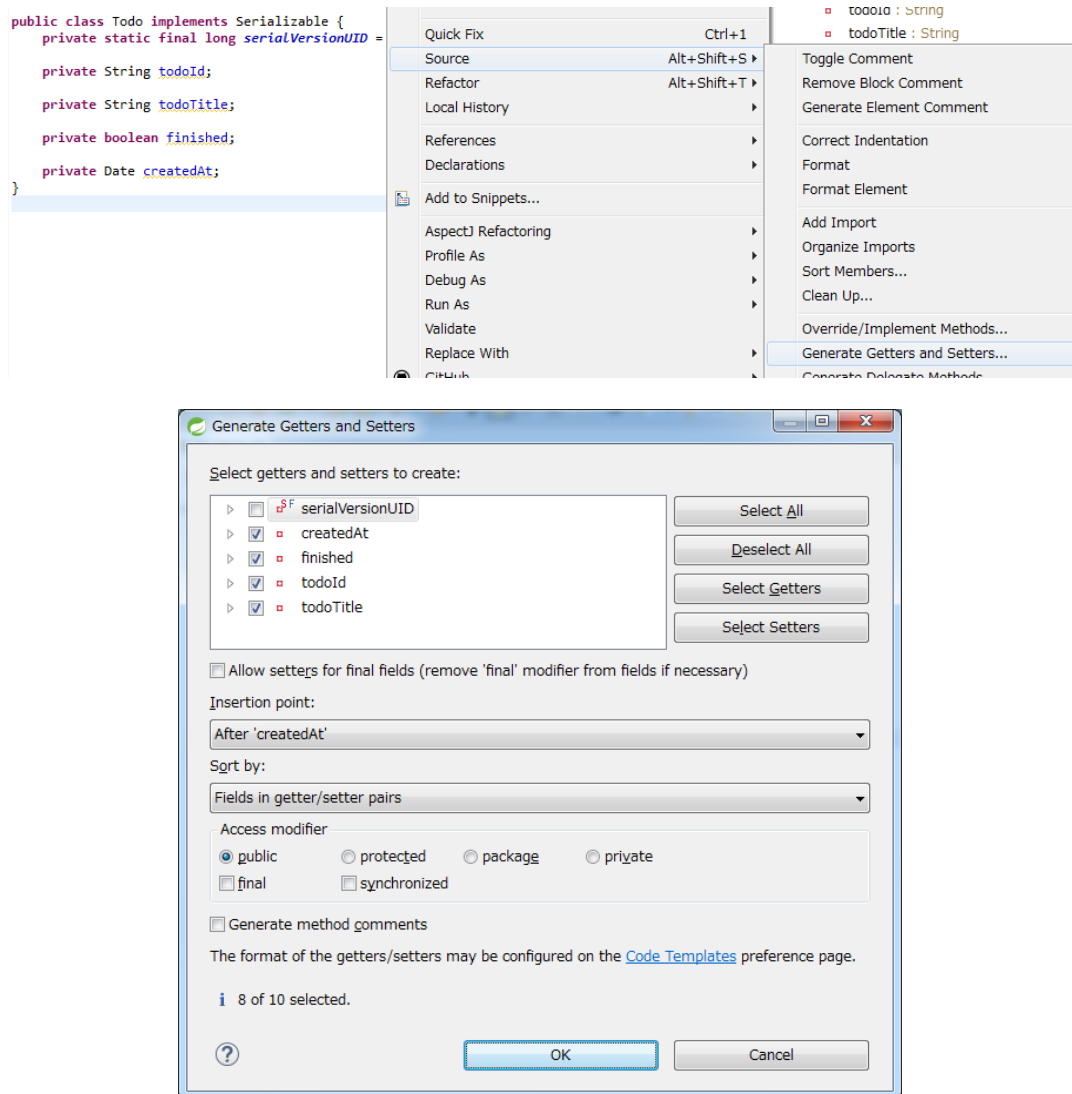 public class Todo implements Serializable {
private static final long serialVersionUID =
private String todoId;
private String todoTitle;
private boolean finished;
private Date createdAt;
}
Quick Fix Ctrl+1
Source Alt+Shift+S
Refactor Alt+Shift+T
Local History
References
Declarations
Add to Snippets...
AspectJ Refactoring
Profile As
Debug As
Run As
Validate
Replace With
GitHub
todoId : String
todoTitle : String
Toggle Comment
Remove Block Comment
Generate Element Comment
Correct Indentation
Format
Format Element
Add Import
Organize Imports
Sort Members...
Clean Up...
Override/Implement Methods...
Generate Getters and Setters...
Generate Delegate Methods
Generate Getters and Setters
Select getters and setters to create:
S F serialVersionUID
createdAt
finished
todoId
todoTitle
Select All
Deselect All
Select Getters
Select Setters
Allow setters for final fields (remove 'final' modifier from fields if necessary)
Insertion point:
After 'createdAt'
Sort by:
Fields in getter/setter pairs
Access modifier
public protected package private
final synchronized
Generate method comments
The format of the getters/setters may be configured on the Code Templates preference page.
i 8 of 10 selected.
? OK Cancel